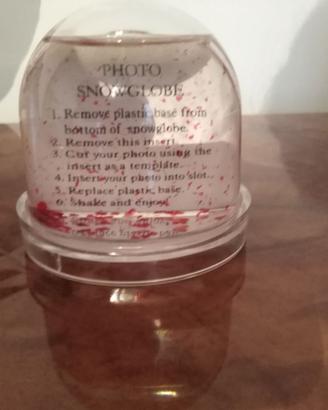 PHOTO
SNOWGLOBE
1. Remove plastic base from
bottom of snowglobe.
2. Remove this insert.
3. Cut your photo using the
insert as a template.
4. Insert your photo into slot.
5. Replace plastic base.
6. Shake and enjoy.